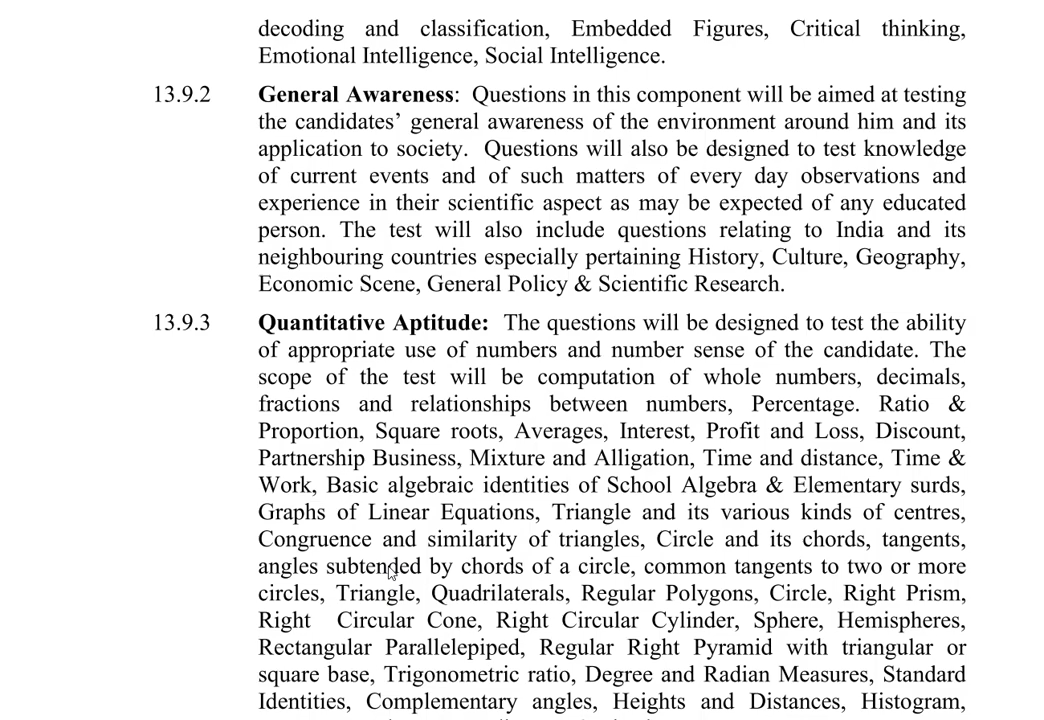 decoding and classification, Embedded Figures, Critical thinking,
Emotional Intelligence, Social Intelligence.
13.9.2 General Awareness: Questions in this component will be aimed at testing
the candidates’ general awareness of the environment around him and its
application to society. Questions will also be designed to test knowledge
of current events and of such matters of every day observations and
experience in their scientific aspect as may be expected of any educated
person. The test will also include questions relating to India and its
neighbouring countries especially pertaining History, Culture, Geography,
Economic Scene, General Policy & Scientific Research.
13.9.3 Quantitative Aptitude: The questions will be designed to test the ability
of appropriate use of numbers and number sense of the candidate. The
scope of the test will be computation of whole numbers, decimals,
fractions and relationships between numbers, Percentage. Ratio &
Proportion, Square roots, Averages, Interest, Profit and Loss, Discount,
Partnership Business, Mixture and Alligation, Time and distance, Time &
Work, Basic algebraic identities of School Algebra & Elementary surds,
Graphs of Linear Equations, Triangle and its various kinds of centres,
Congruence and similarity of triangles, Circle and its chords, tangents,
angles subtended by chords of a circle, common tangents to two or more
circles, Triangle, Quadrilaterals, Regular Polygons, Circle, Right Prism,
Right Circular Cone, Right Circular Cylinder, Sphere, Hemispheres,
Rectangular Parallelepiped, Regular Right Pyramid with triangular or
square base, Trigonometric ratio, Degree and Radian Measures, Standard
Identities, Complementary angles, Heights and Distances, Histogram,